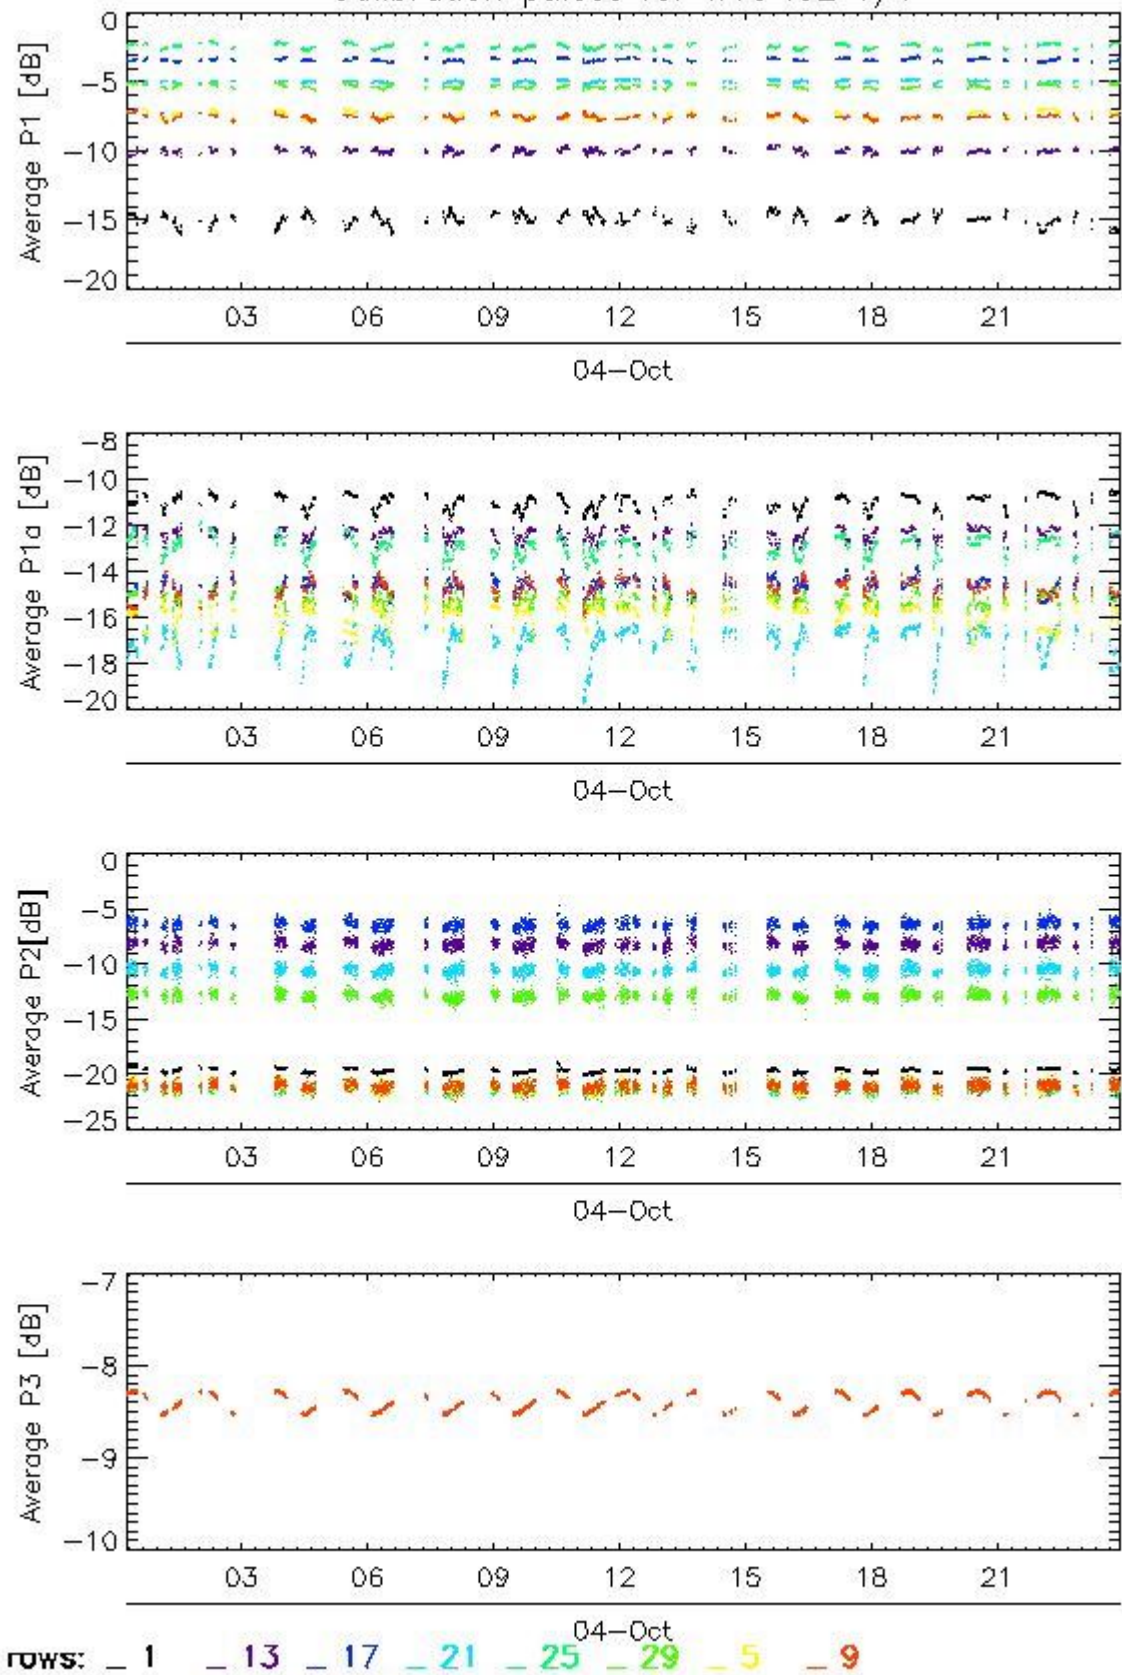 0
-5
-10
-15
-20
Average P1 [dB]
03 06 09 12 15 18 21
04-Oct
-8
-10
-12
-14
-16
-18
-20
Average P1a [dB]
03 06 09 12 15 18 21
04-Oct
0
-5
-10
-15
-20
-25
Average P2[dB]
03 06 09 12 15 18 21
04-Oct
-7
-8
-9
-10
Average P3 [dB]
03 06 09 12 15 18 21
04-Oct
rows: _ 1 _ 13 _ 17 _ 21 _ 25 _ 29 _ 5 _ 9